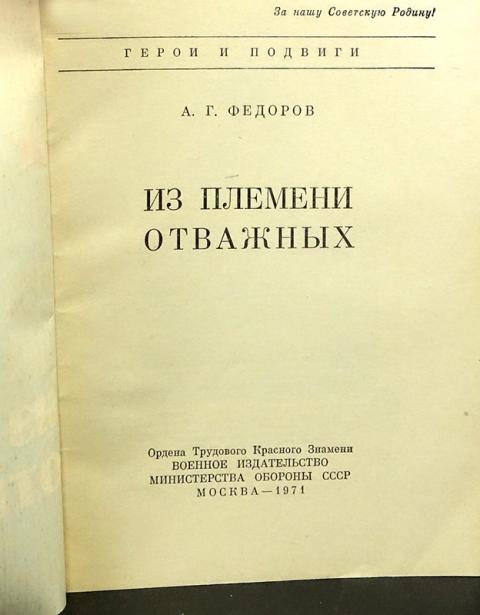 За нашу Советскую Родину!
ГЕРОИ И ПОДВИГИ
А. Г. ФЕДОРОВ
ИЗ ПЛЕМЕНИ
ОТВАЖНЫХ
Ордена Трудового Красного Знамени
ВОЕННОЕ ИЗДАТЕЛЬСТВО
МИНИСТЕРСТВА ОБОРОНЫ СССР
МОСКВА — 1971